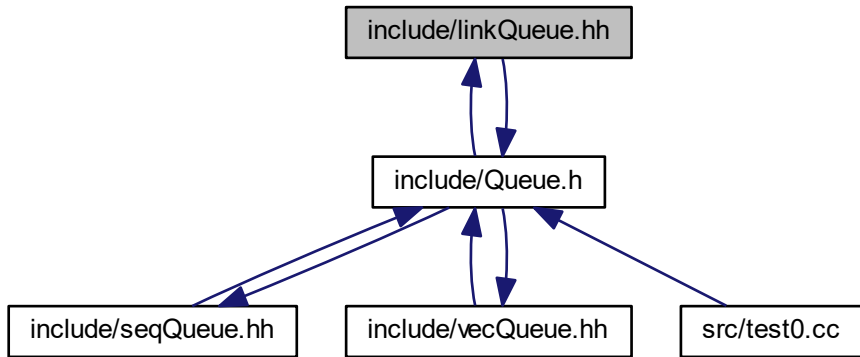 include/linkQueue.hh
include/Queue.h
include/seqQueue.hh
include/vecQueue.hh
src/test0.cc